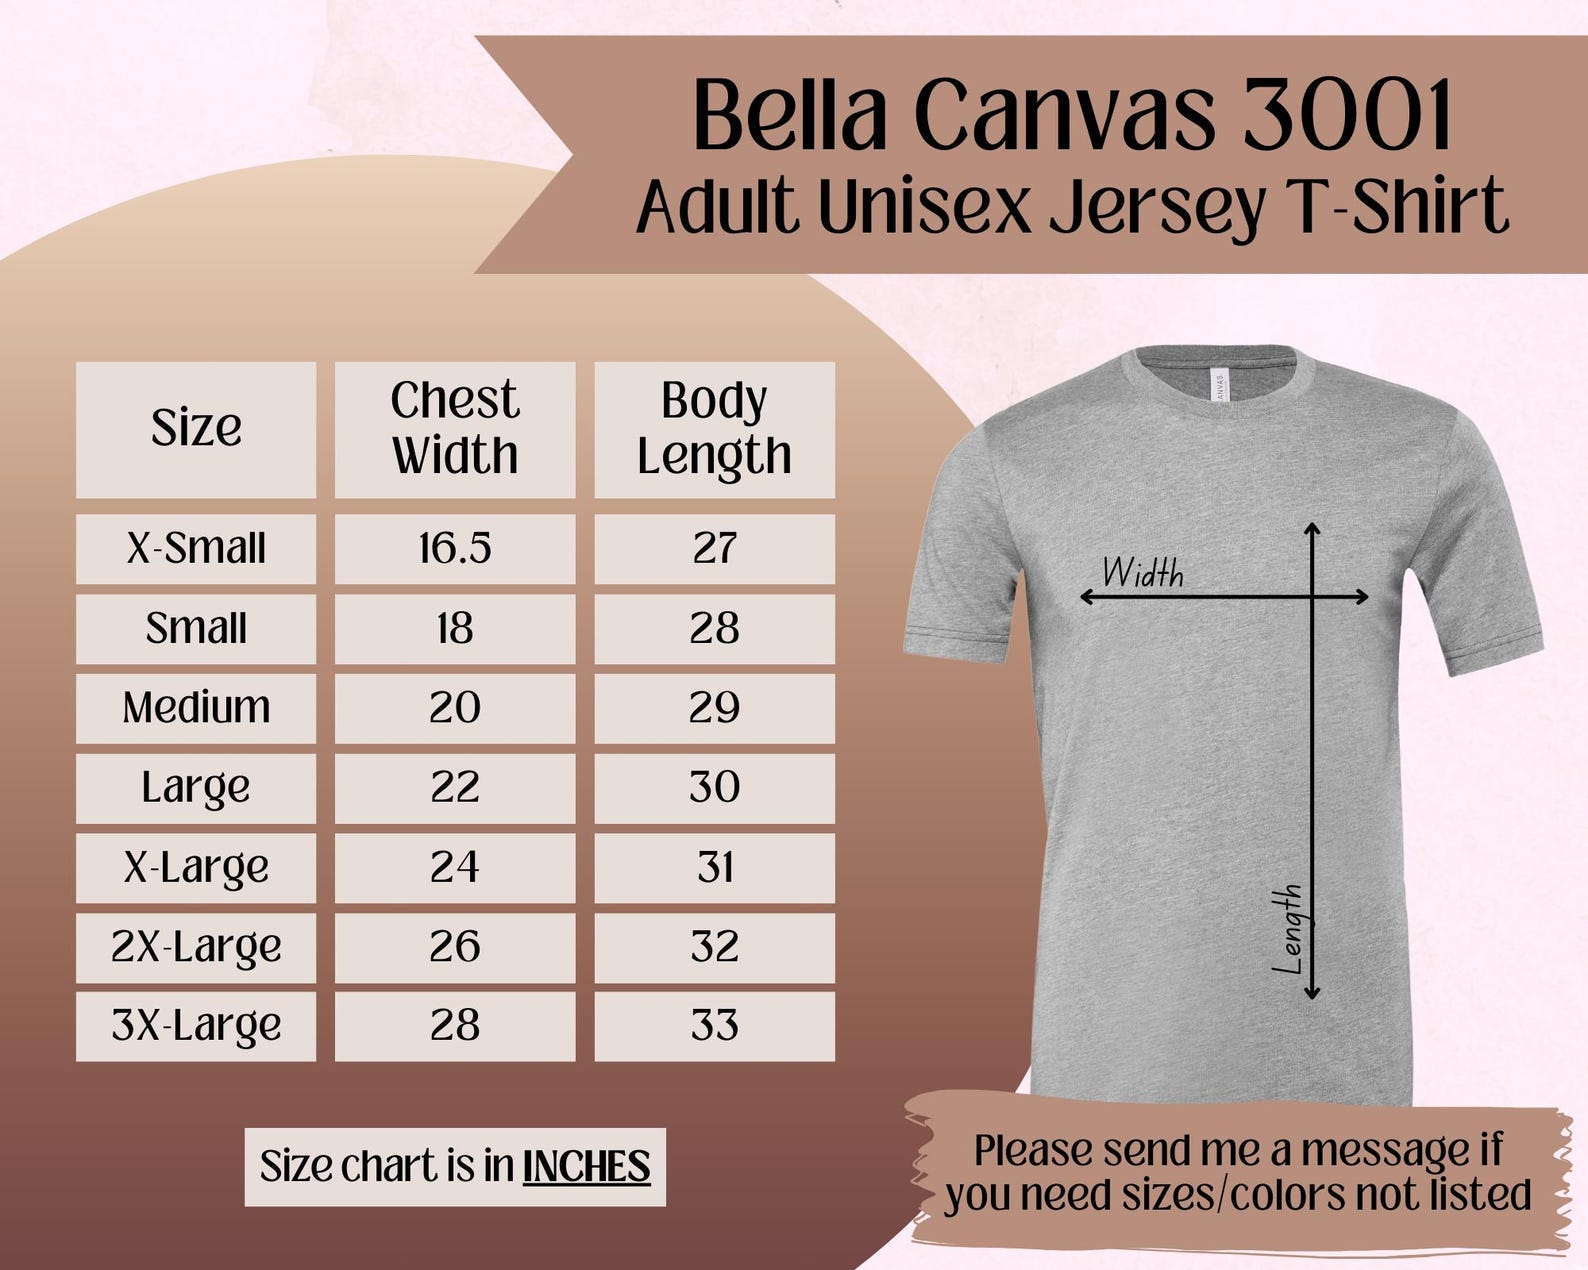 Bella Canvas 3001
Adult Unisex Jersey T-Shirt
Size
Chest
Width
Body
Length
X-Small 16.5 27
Small 18 28
Medium 20 29
Large 22 30
X-Large 24 31
2X-Large 26 32
3X-Large 28 33
Size chart is in INCHES
CANVAS
Width
Length
Please send me a message if
you need sizes/colors not listed